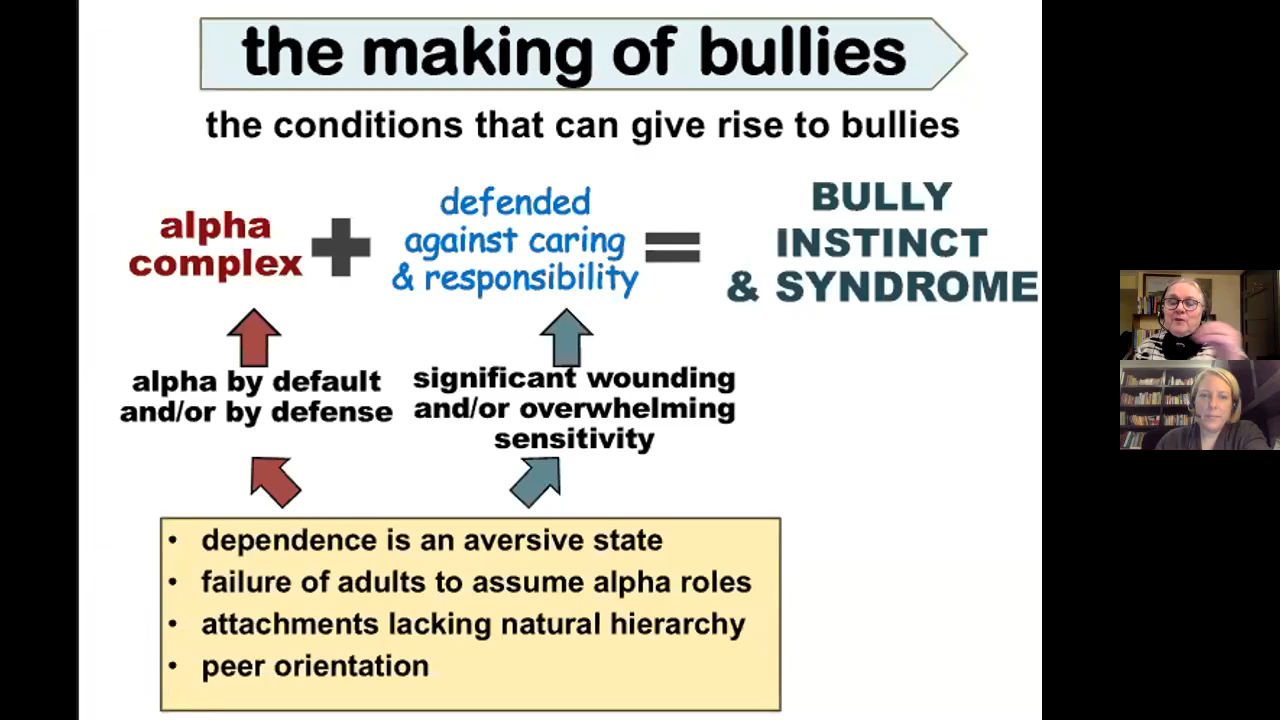 the making of bullies
the conditions that can give rise to bullies
alpha
complex
+
defended
against caring
& responsibility
=
BULLY
INSTINCT
& SYNDROME
alpha by default
and/or by defense
significant wounding
and/or overwhelming
sensitivity
• dependence is an aversive state
• failure of adults to assume alpha roles
• attachments lacking natural hierarchy
• peer orientation